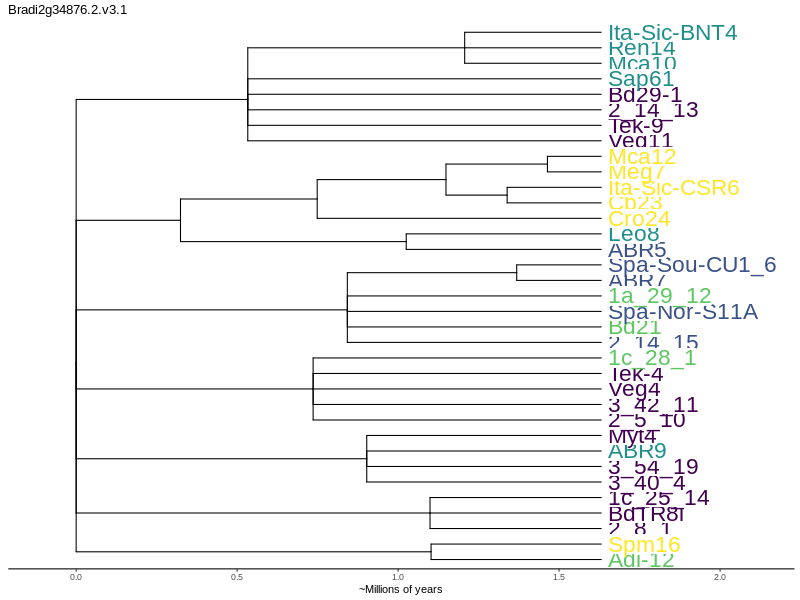 Bradi2g34876.2.v3.1
Ita-Sic-BNT4
Ren14
Mca10
Sap61
Bd29-1
2_14_13
Tek-9
Veg11
Mca12
Meg7
Ita-Sic-CSR6
Cb23
Cro24
Leo8
ABR5
Spa-Sou-CU1_6
ABR7
1a_29_12
Spa-Nor-S11A
Bd21
2_14_15
1c_28_1
Tek-4
Veg4
3_42_11
2_5_10
Myt4
ABR9
3_54_19
3_40_4
1c_25_14
BdTR8i
2_8_1
Spm16
Adi-12
0.0 0.5 1.0 1.5 2.0
~Millions of years